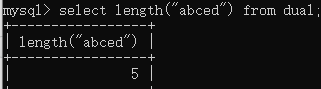 mysql> select length("abced") from dual;
+-----------------+
| length("abced") |
+-----------------+
|               5 |